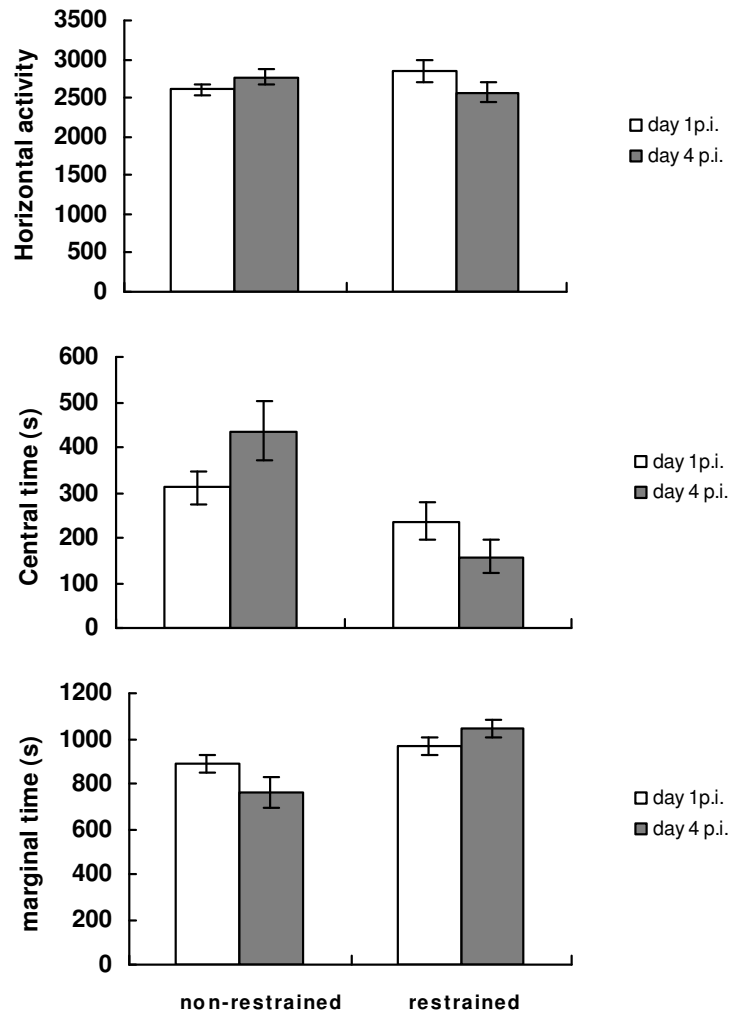 3500
3000
2500
2000
1500
1000
500
0
Horizontal activity
day 1p.i.
day 4 p.i.
600
500
400
300
200
100
0
Central time (s)
day 1p.i.
day 4 p.i.
1200
1000
800
600
400
200
0
marginal time (s)
day 1p.i.
day 4 p.i.
non-restrained restrained